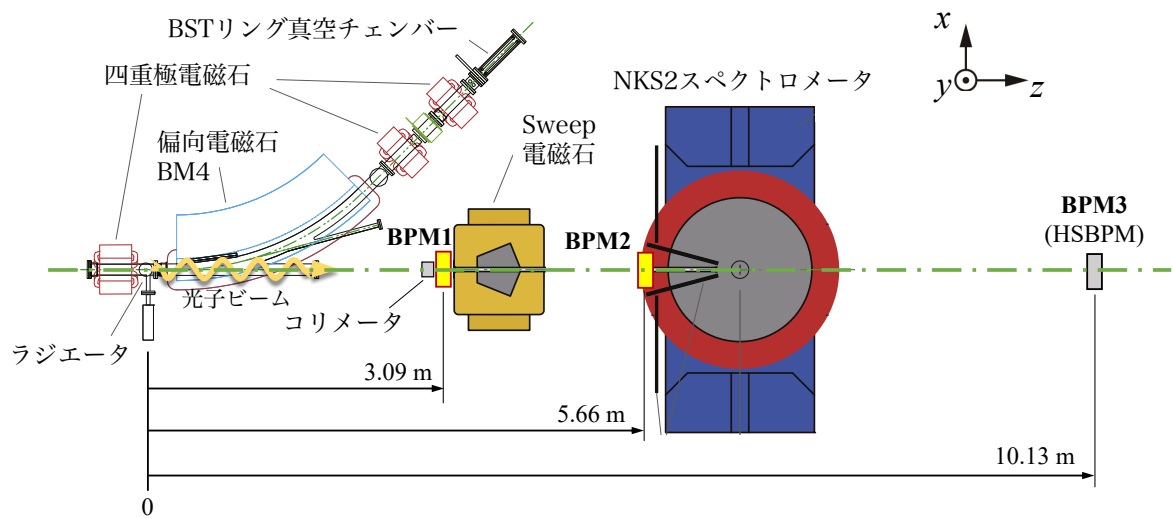 BSTリング真空チェンバー
四重極電磁石
偏向電磁石
BM4
Sweep
電磁石
NKS2スペクトロメータ
x
y
z
BPM1
BPM2
BPM3
(HSBPM)
光子ビーム
コリメータ
ラジエータ
3.09 m
5.66 m
10.13 m
0